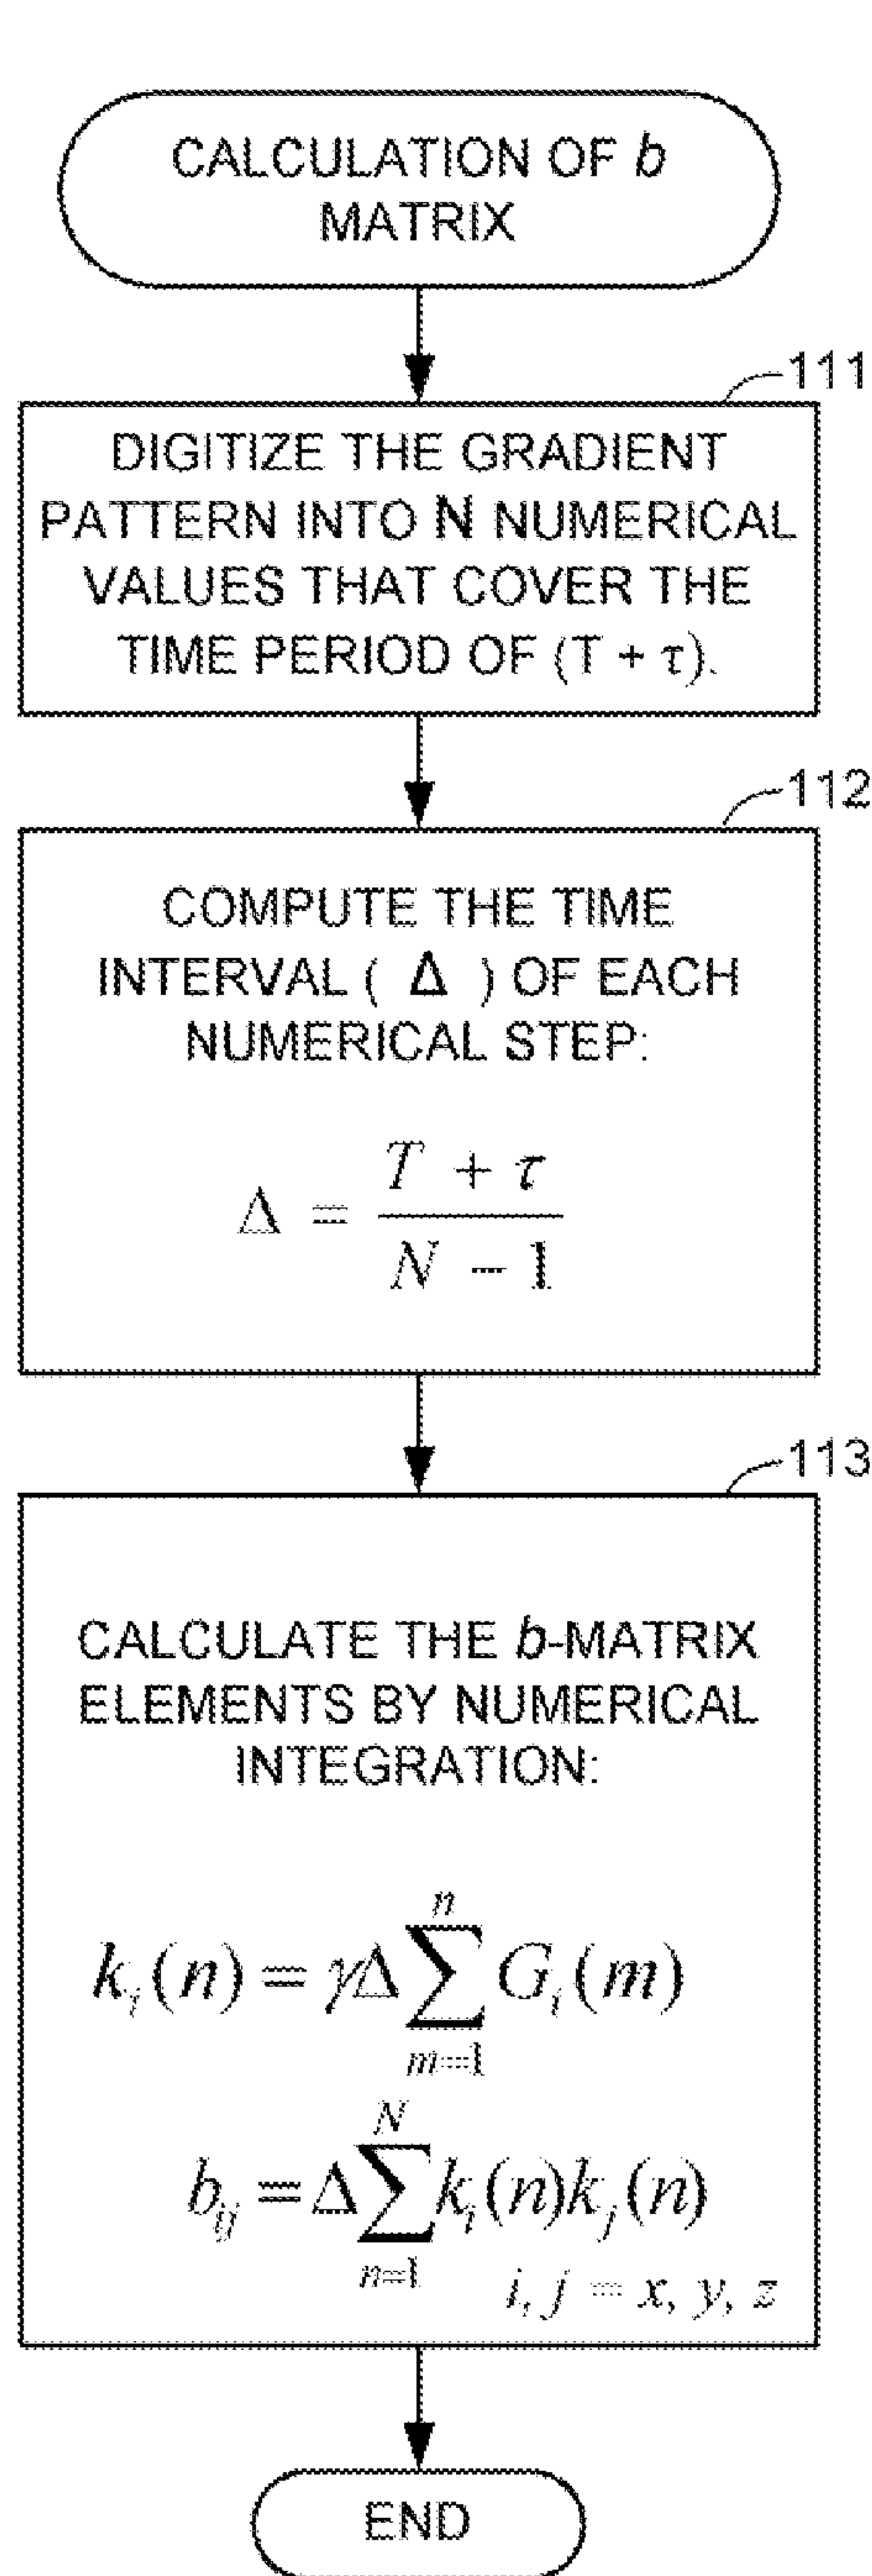 CALCULATION OF b
MATRIX
111
DIGITIZE THE GRADIENT
PATTERN INTO N NUMERICAL
VALUES THAT COVER THE
TIME PERIOD OF (T + τ).
112
COMPUTE THE TIME
INTERVAL ( Δ ) OF EACH
NUMERICAL STEP:
Δ = (T + τ) / (N − 1)
113
CALCULATE THE b-MATRIX
ELEMENTS BY NUMERICAL
INTEGRATION:
k_i(n) = γΔ ∑_{m=1}^{n} G_i(m)
b_{ij} = Δ ∑_{n=1}^{N} k_i(n)k_j(n)
i, j = x, y, z
END